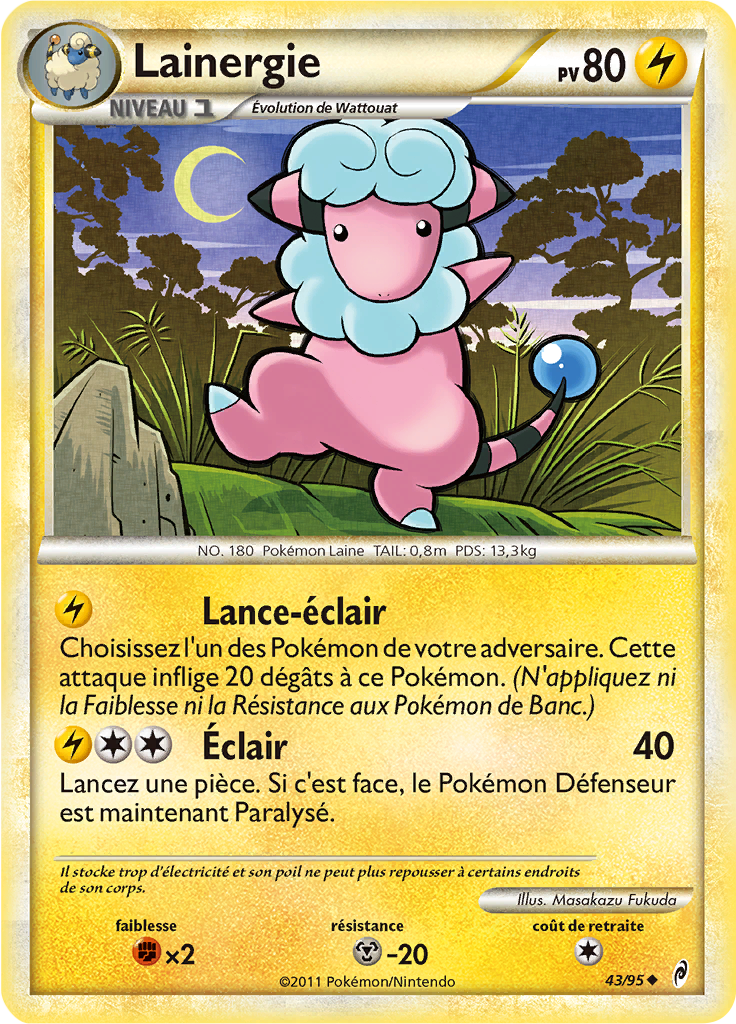 Lainergie
PV 80
NIVEAU 1
Évolution de Wattouat
NO. 180 Pokémon Laine TAIL: 0,8m PDS: 13,3kg
Lance-éclair
Choisissez l'un des Pokémon de votre adversaire. Cette
attaque inflige 20 dégâts à ce Pokémon. (N'appliquez ni
la Faiblesse ni la Résistance aux Pokémon de Banc.)
Éclair 40
Lancez une pièce. Si c'est face, le Pokémon Défenseur
est maintenant Paralysé.
Il stocke trop d'électricité et son poil ne peut plus repousser à certains endroits
de son corps.
Illus. Masakazu Fukuda
faiblesse résistance coût de retraite
×2 -20
©2011 Pokémon/Nintendo
43/95